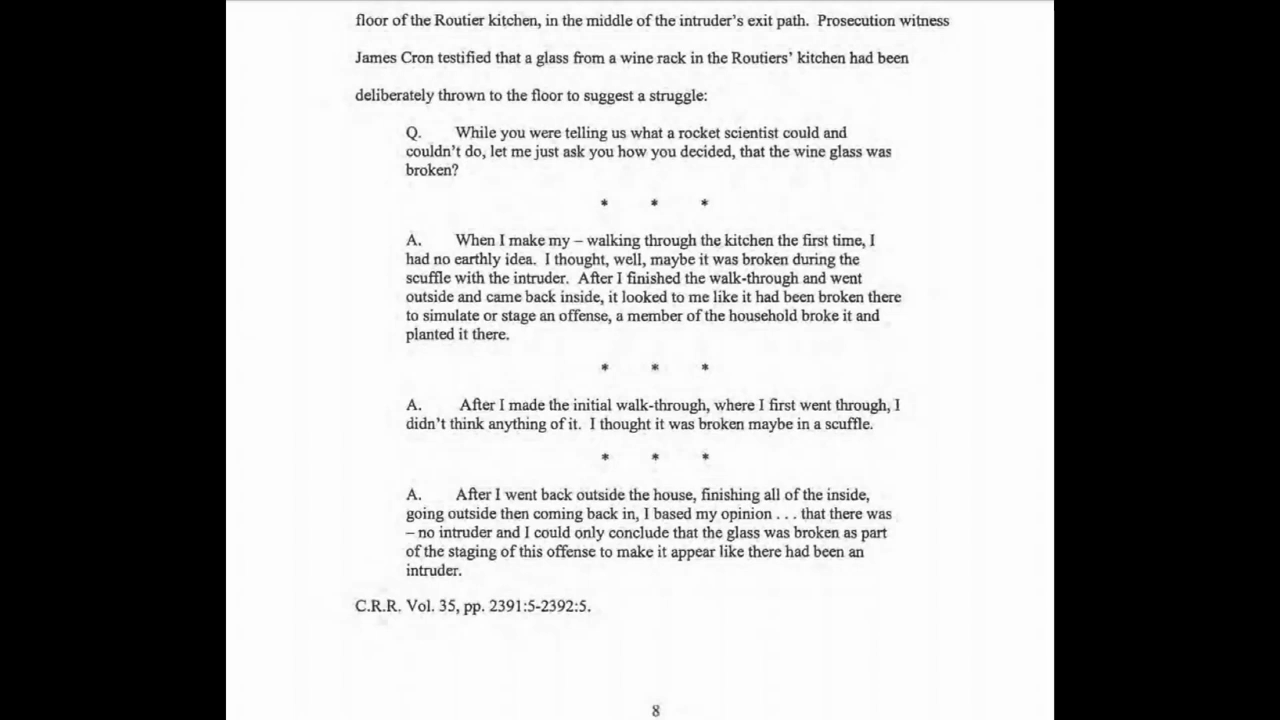 floor of the Routier kitchen, in the middle of the intruder's exit path.  Prosecution witness
James Cron testified that a glass from a wine rack in the Routiers' kitchen had been
deliberately thrown to the floor to suggest a struggle:
Q. While you were telling us what a rocket scientist could and
couldn't do, let me just ask you how you decided, that the wine glass was
broken?
* * *
A. When I make my – walking through the kitchen the first time, I
had no earthly idea.  I thought, well, maybe it was broken during the
scuffle with the intruder.  After I finished the walk-through and went
outside and came back inside, it looked to me like it had been broken there
to simulate or stage an offense, a member of the household broke it and
planted it there.
* * *
A. After I made the initial walk-through, where I first went through, I
didn't think anything of it.  I thought it was broken maybe in a scuffle.
* * *
A. After I went back outside the house, finishing all of the inside,
going outside then coming back in, I based my opinion . . . that there was
– no intruder and I could only conclude that the glass was broken as part
of the staging of this offense to make it appear like there had been an
intruder.
C.R.R. Vol. 35, pp. 2391:5-2392:5.
8